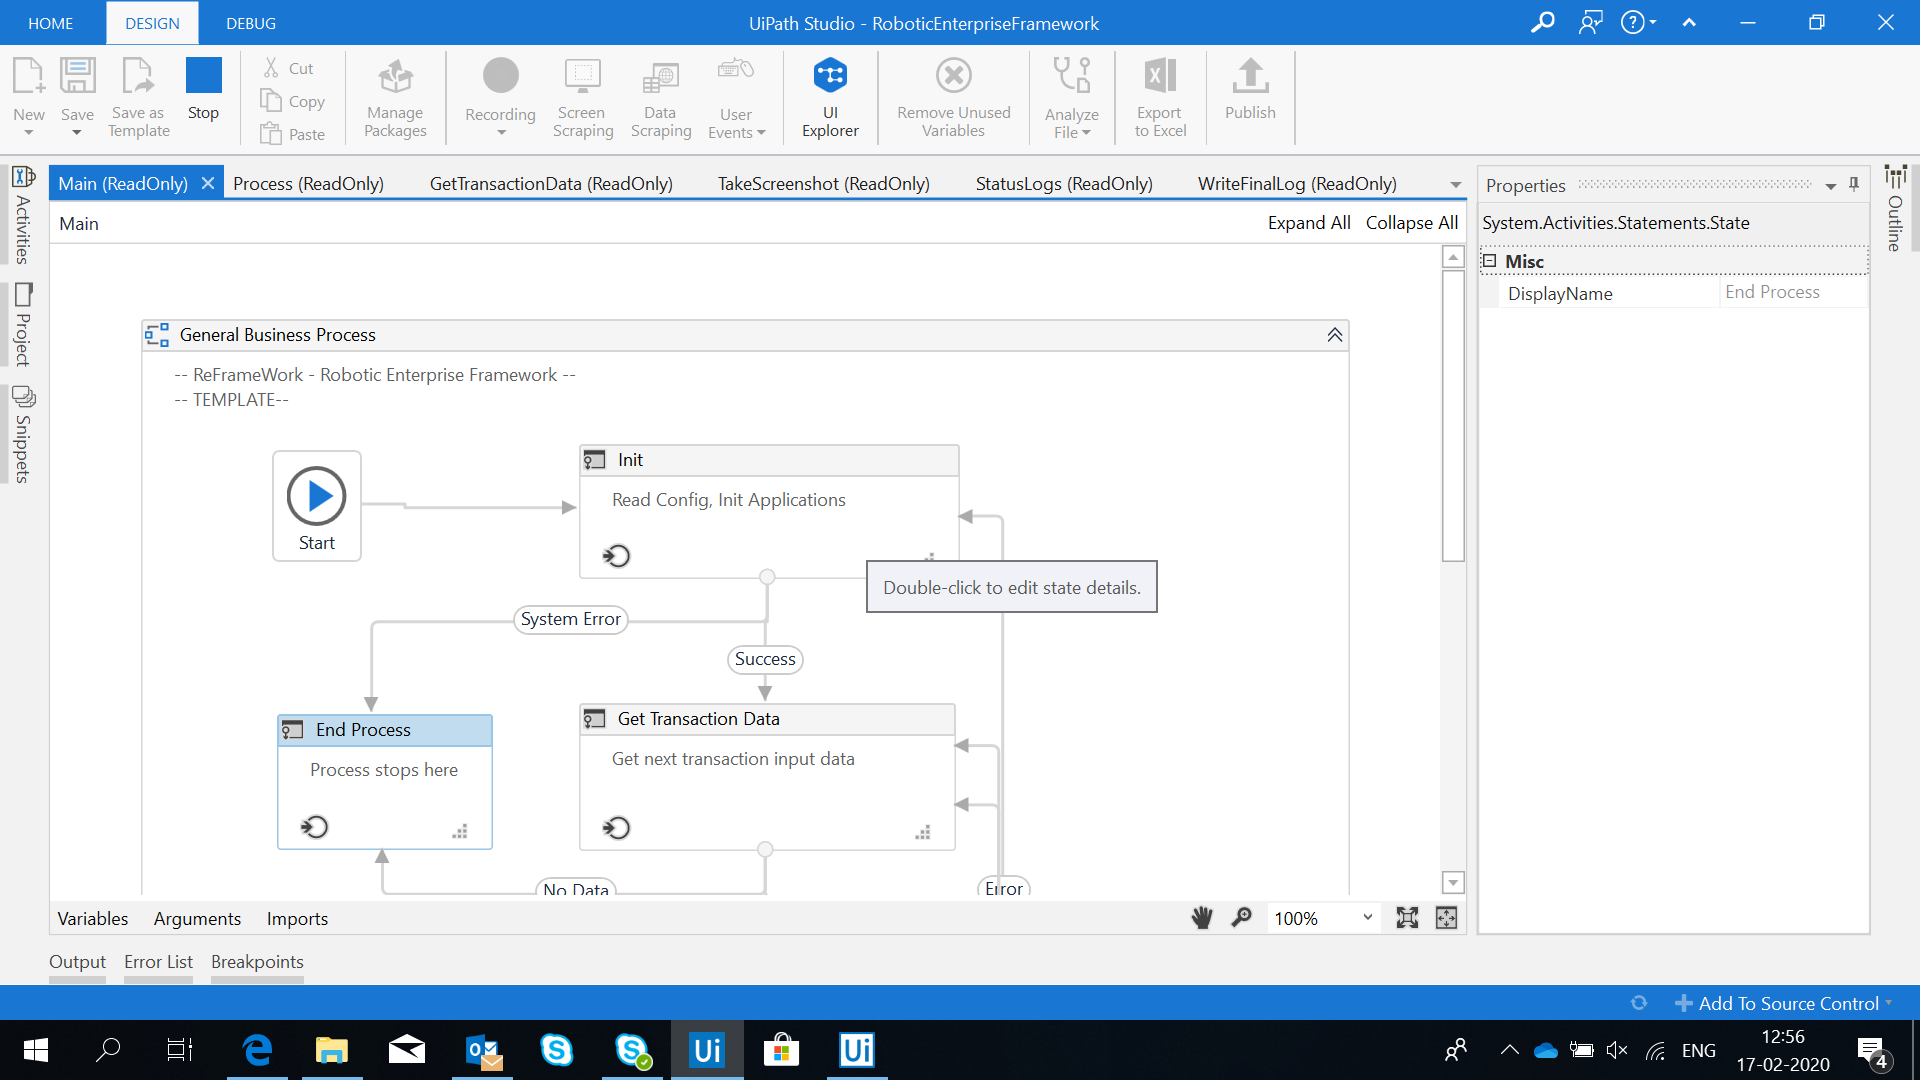 HOME DESIGN DEBUG UiPath Studio - RoboticEnterpriseFramework
New Save Save as Template Stop
Cut
Copy
Paste
Manage Packages
Recording
Screen Scraping
Data Scraping
User Events
UI Explorer
Remove Unused Variables
Analyze File
Export to Excel
Publish
Activities
Project
Snippets
Main (ReadOnly) Process (ReadOnly) GetTransactionData (ReadOnly) TakeScreenshot (ReadOnly) StatusLogs (ReadOnly) WriteFinalLog (ReadOnly)
Main Expand All Collapse All
General Business Process
-- ReFrameWork - Robotic Enterprise Framework --
-- TEMPLATE--
Start
Init
Read Config, Init Applications
Double-click to edit state details.
System Error
Success
End Process
Process stops here
Get Transaction Data
Get next transaction input data
No Data
Error
Variables Arguments Imports 100%
Output Error List Breakpoints
Properties
System.Activities.Statements.State
Misc
DisplayName End Process
Outline
Add To Source Control
Ui
Ui
ENG
12:56
17-02-2020
4